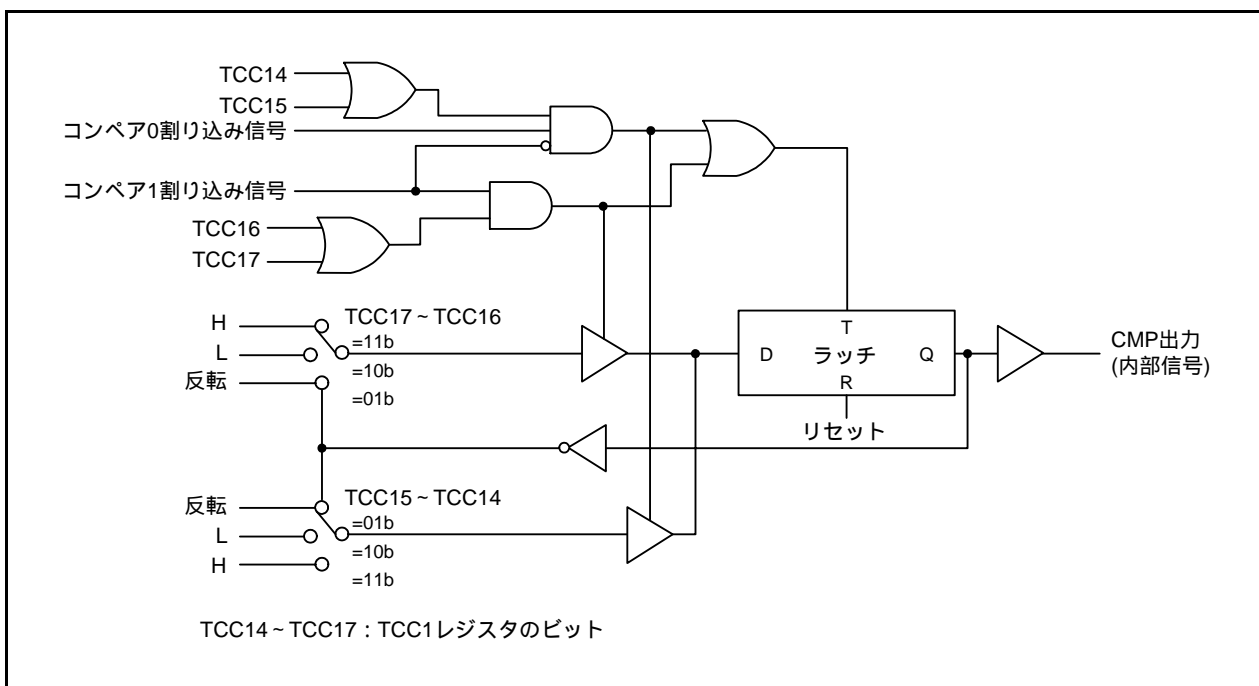 TCC14
TCC15
コンペア0割り込み信号
コンペア1割り込み信号
TCC16
TCC17
H
L
反転
TCC17 ~ TCC16
=11b
=10b
=01b
T
D ラッチ Q
R
リセット
CMP出力
(内部信号)
反転
L
H
TCC15 ~ TCC14
=01b
=10b
=11b
TCC14 ~ TCC17 : TCC1レジスタのビット